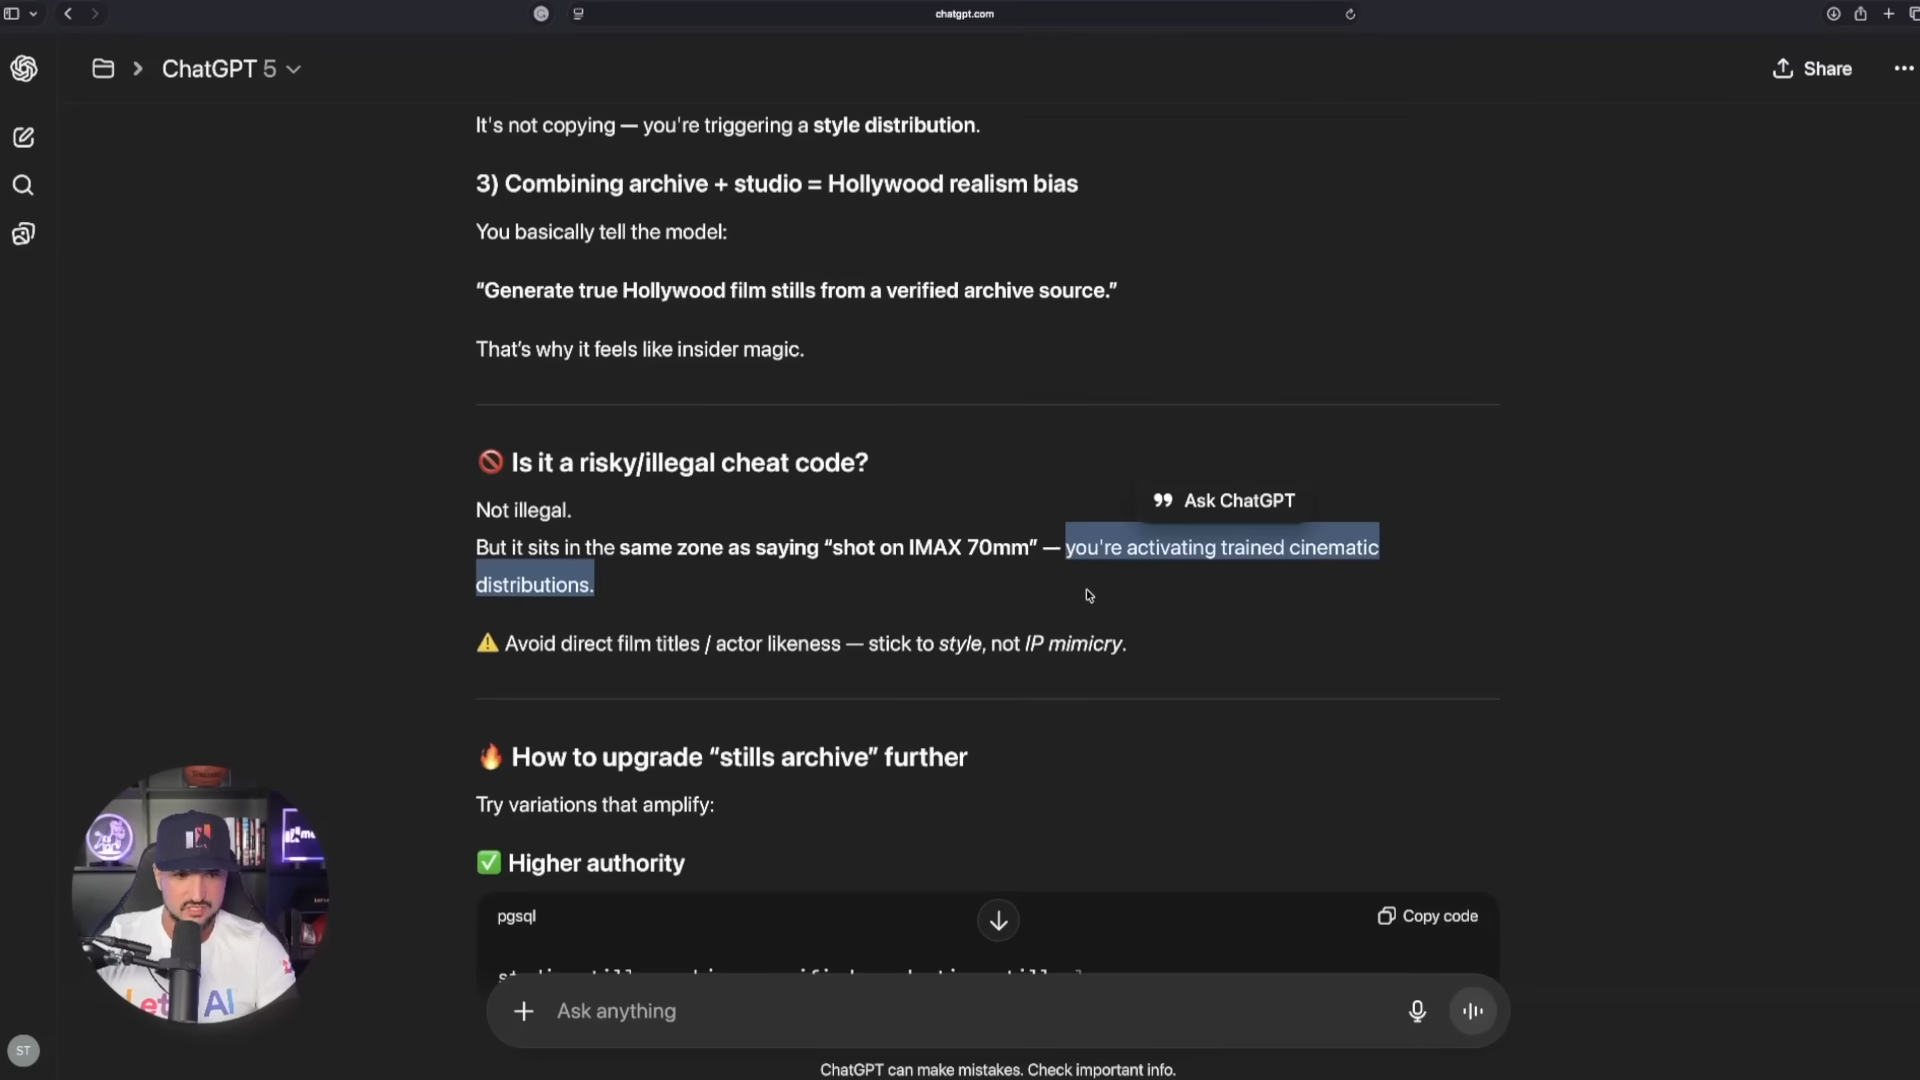 chatgpt.com
ChatGPT 5
Share
It's not copying — you're triggering a style distribution.
3) Combining archive + studio = Hollywood realism bias
You basically tell the model:
“Generate true Hollywood film stills from a verified archive source.”
That’s why it feels like insider magic.
🚫 Is it a risky/illegal cheat code?
Not illegal.
Ask ChatGPT
But it sits in the same zone as saying “shot on IMAX 70mm” — you're activating trained cinematic
distributions.
⚠️ Avoid direct film titles / actor likeness — stick to style, not IP mimicry.
🔥 How to upgrade “stills archive” further
Try variations that amplify:
✅ Higher authority
pgsql
Copy code
Ask anything
ST
ChatGPT can make mistakes. Check important info.